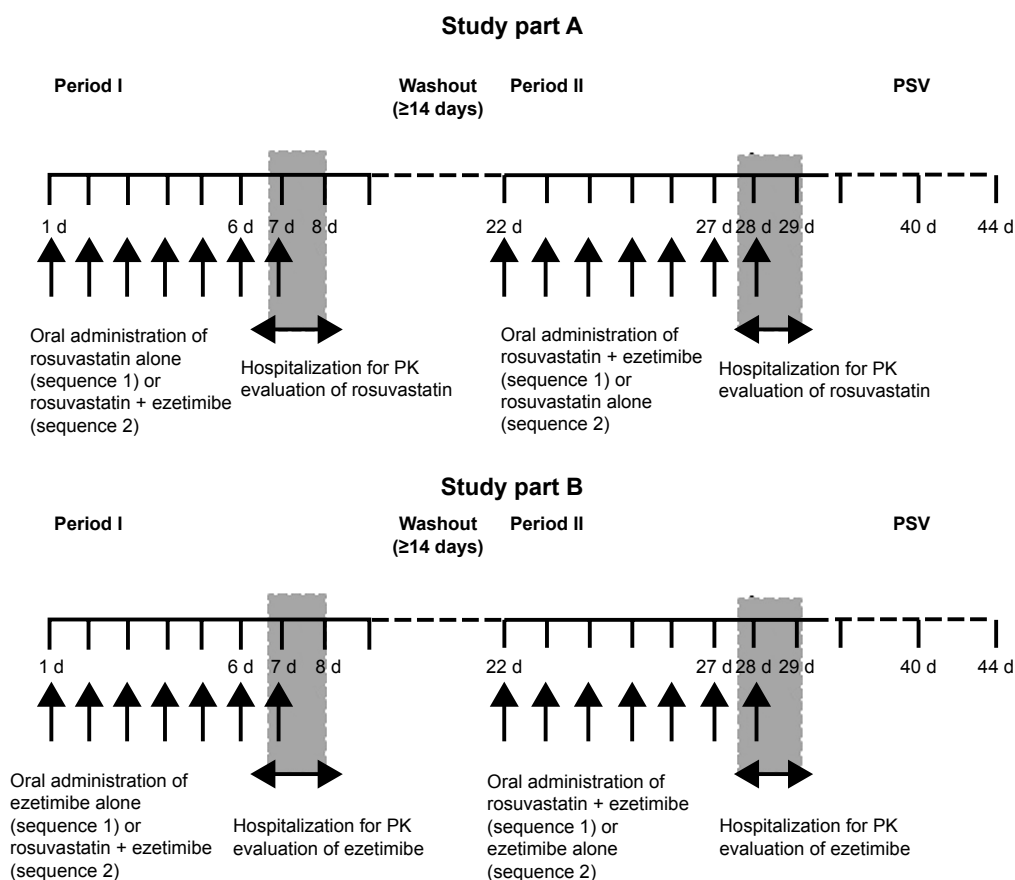 Study part A
Period I
Washout
(≥14 days)
Period II
PSV
1 d 6 d 7 d 8 d 22 d 27 d 28 d 29 d 40 d 44 d
Oral administration of
rosuvastatin alone
(sequence 1) or
rosuvastatin + ezetimibe
(sequence 2)
Hospitalization for PK
evaluation of rosuvastatin
Oral administration of
rosuvastatin + ezetimibe
(sequence 1) or
rosuvastatin alone
(sequence 2)
Hospitalization for PK
evaluation of rosuvastatin
Study part B
Period I
Washout
(≥14 days)
Period II
PSV
1 d 6 d 7 d 8 d 22 d 27 d 28 d 29 d 40 d 44 d
Oral administration of
ezetimibe alone
(sequence 1) or
rosuvastatin + ezetimibe
(sequence 2)
Hospitalization for PK
evaluation of ezetimibe
Oral administration of
rosuvastatin + ezetimibe
(sequence 1) or
ezetimibe alone
(sequence 2)
Hospitalization for PK
evaluation of ezetimibe